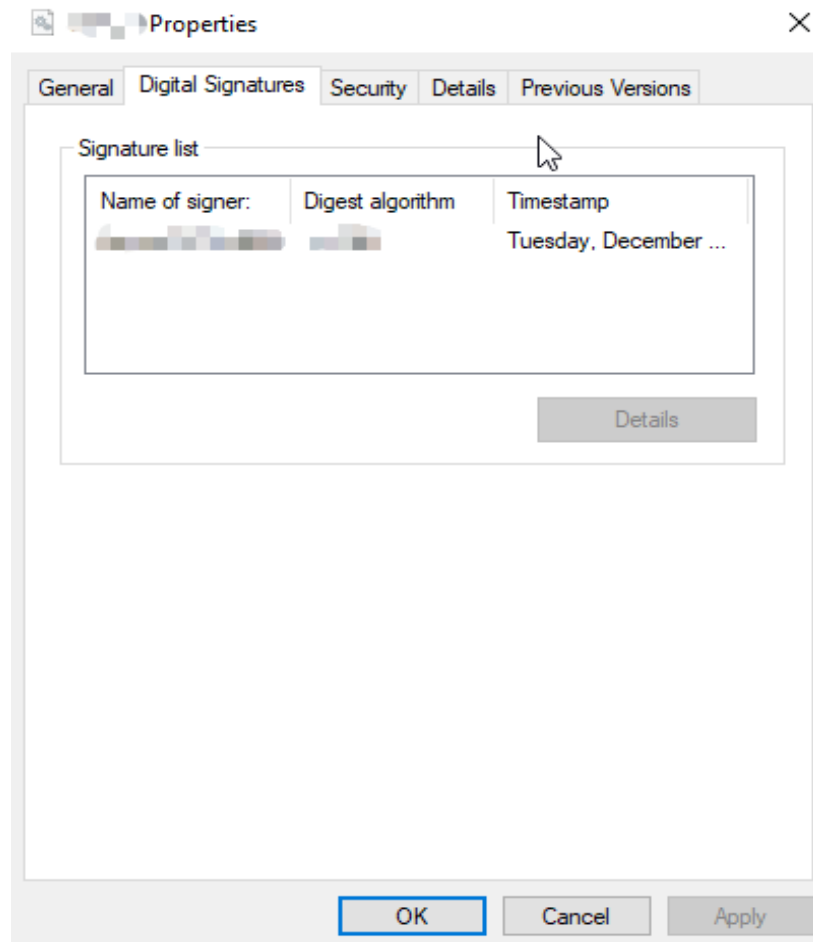 Properties
General Digital Signatures Security Details Previous Versions
Signature list
Name of signer: Digest algorithm Timestamp
Tuesday, December ...
Details
OK Cancel Apply